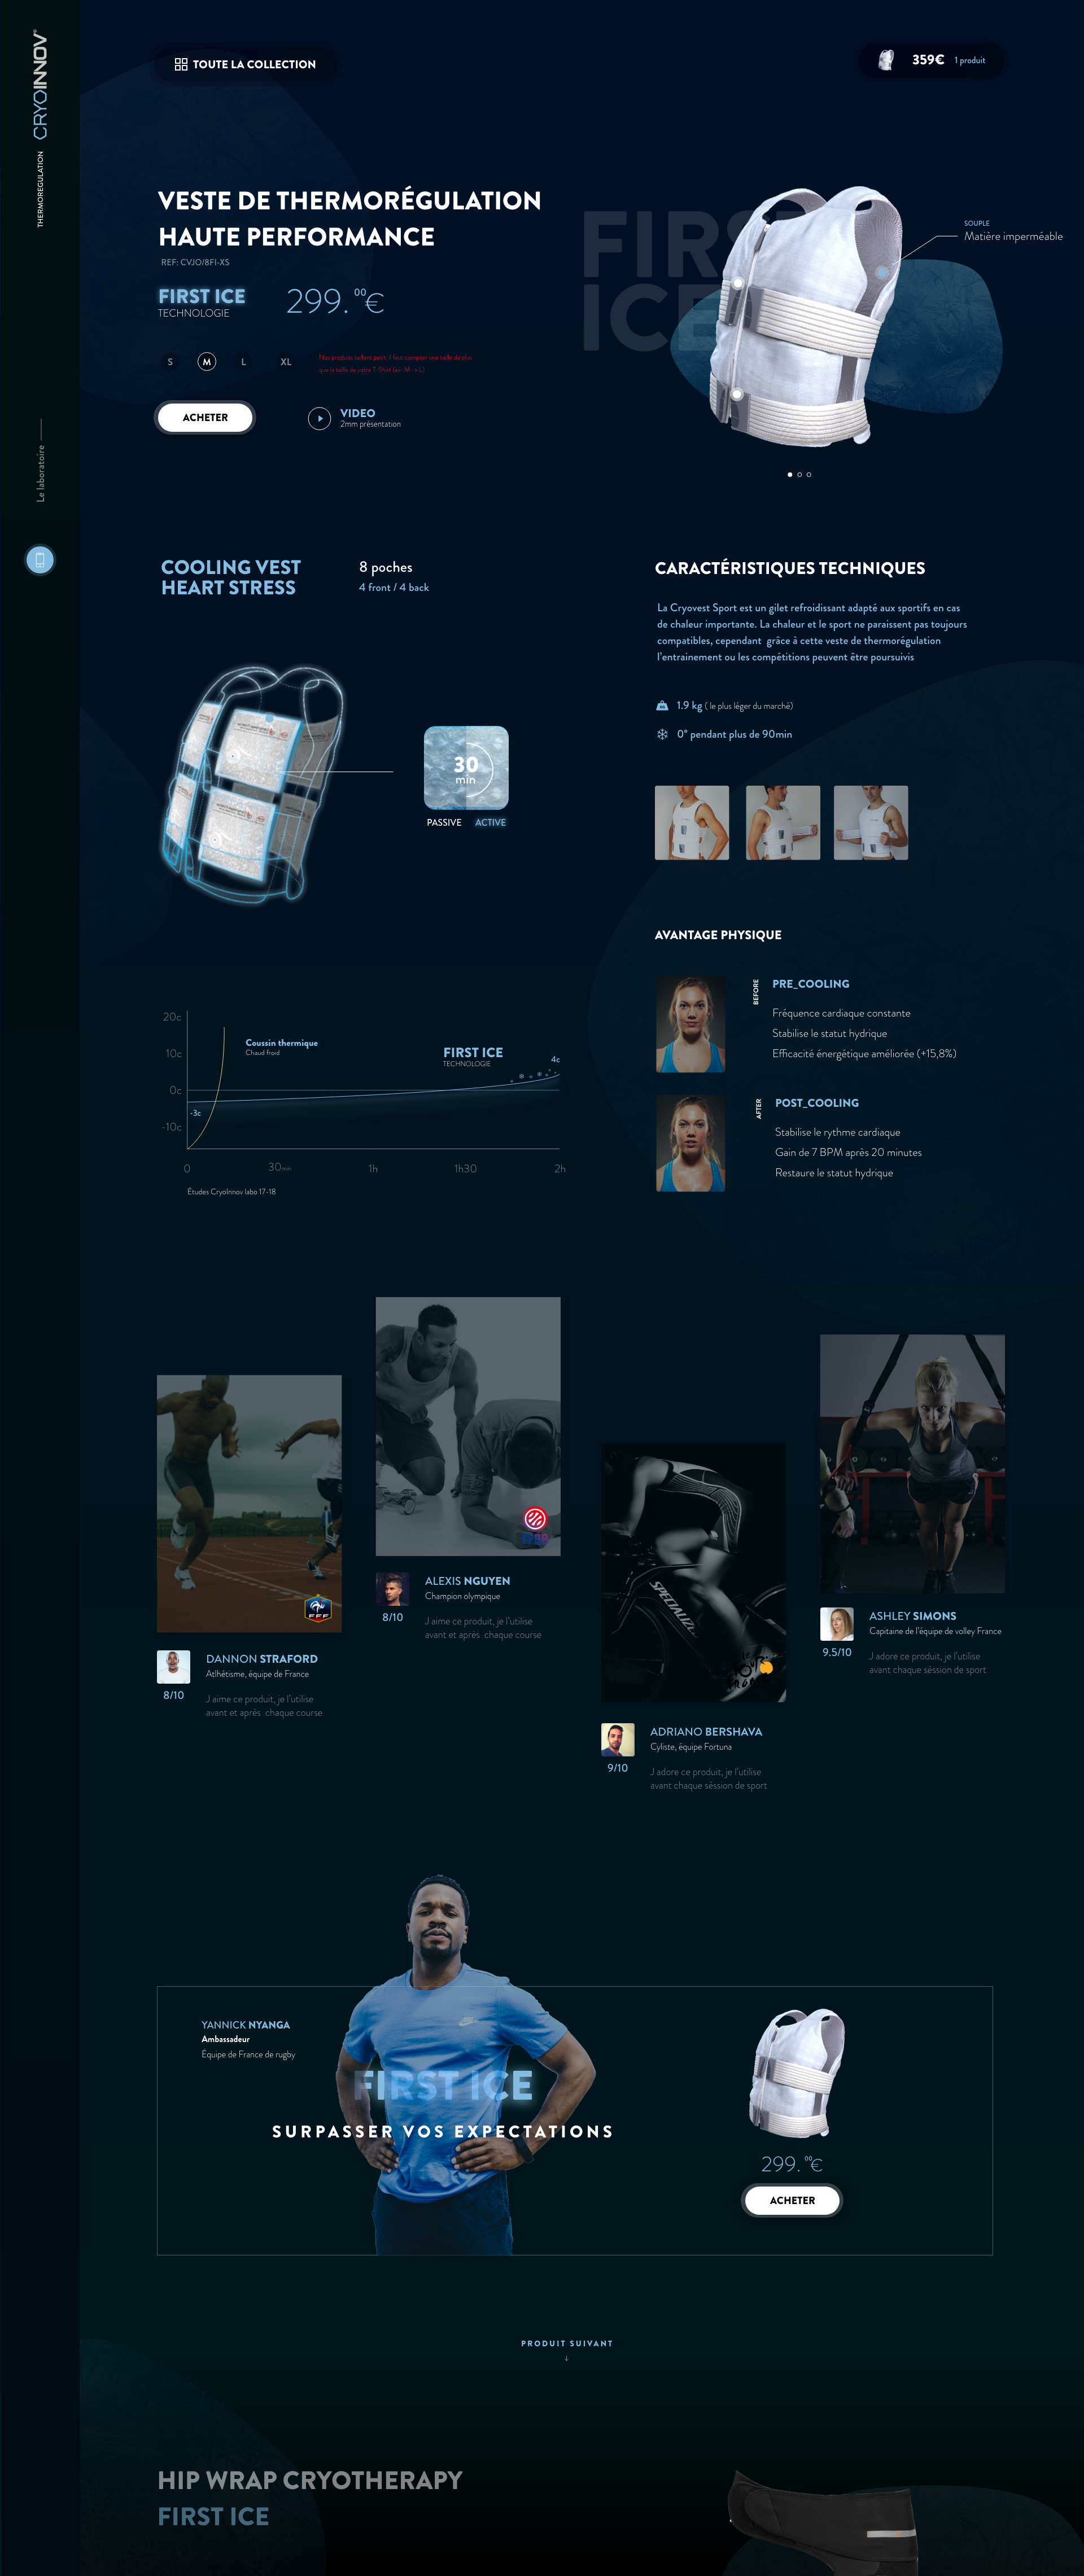 CRYOINNOV®
THERMOREGULATION
Le laboratoire
TOUTE LA COLLECTION
359€ 1 produit
VESTE DE THERMORÉGULATION
HAUTE PERFORMANCE
REF: CVJO/8FI-XS
FIRST ICE
TECHNOLOGIE
299.00€
S M L XL
Nos produits taillent petit, il faut compter une taille de plus
que la taille de votre T-Shirt (ex : M -> L)
ACHETER
VIDEO
2mm présentation
FIRS
ICE
SOUPLE
Matière imperméable
COOLING VEST
HEART STRESS
8 poches
4 front / 4 back
30
min
PASSIVE ACTIVE
CARACTÉRISTIQUES TECHNIQUES
La Cryovest Sport est un gilet refroidissant adapté aux sportifs en cas
de chaleur importante. La chaleur et le sport ne paraissent pas toujours
compatibles, cependant grâce à cette veste de thermorégulation
l'entrainement ou les compétitions peuvent être poursuivis
1.9 kg ( le plus léger du marché)
0° pendant plus de 90min
AVANTAGE PHYSIQUE
BEFORE
PRE_COOLING
Fréquence cardiaque constante
Stabilise le statut hydrique
Efficacité énergétique améliorée (+15,8%)
AFTER
POST_COOLING
Stabilise le rythme cardiaque
Gain de 7 BPM après 20 minutes
Restaure le statut hydrique
20c
10c
0c
-10c
-3c
Coussin thermique
Chaud froid
FIRST ICE
TECHNOLOGIE
4c
0 30min 1h 1h30 2h
Études CryoInnov labo 17-18
FFF
DANNON STRAFORD
Athlétisme, équipe de France
8/10
J'aime ce produit, je l'utilise
avant et après chaque course
ALEXIS NGUYEN
Champion olympique
8/10
J'aime ce produit, je l'utilise
avant et après chaque course
SPECIALIZED
ADRIANO BERSHAVA
Cyliste, équipe Fortuna
9/10
J'adore ce produit, je l'utilise
avant chaque séssion de sport
ASHLEY SIMONS
Capitaine de l'équipe de volley France
9.5/10
J'adore ce produit, je l'utilise
avant chaque séssion de sport
YANNICK NYANGA
Ambassadeur
Équipe de France de rugby
FIRST ICE
SURPASSER VOS EXPECTATIONS
299.00€
ACHETER
PRODUIT SUIVANT
HIP WRAP CRYOTHERAPY
FIRST ICE